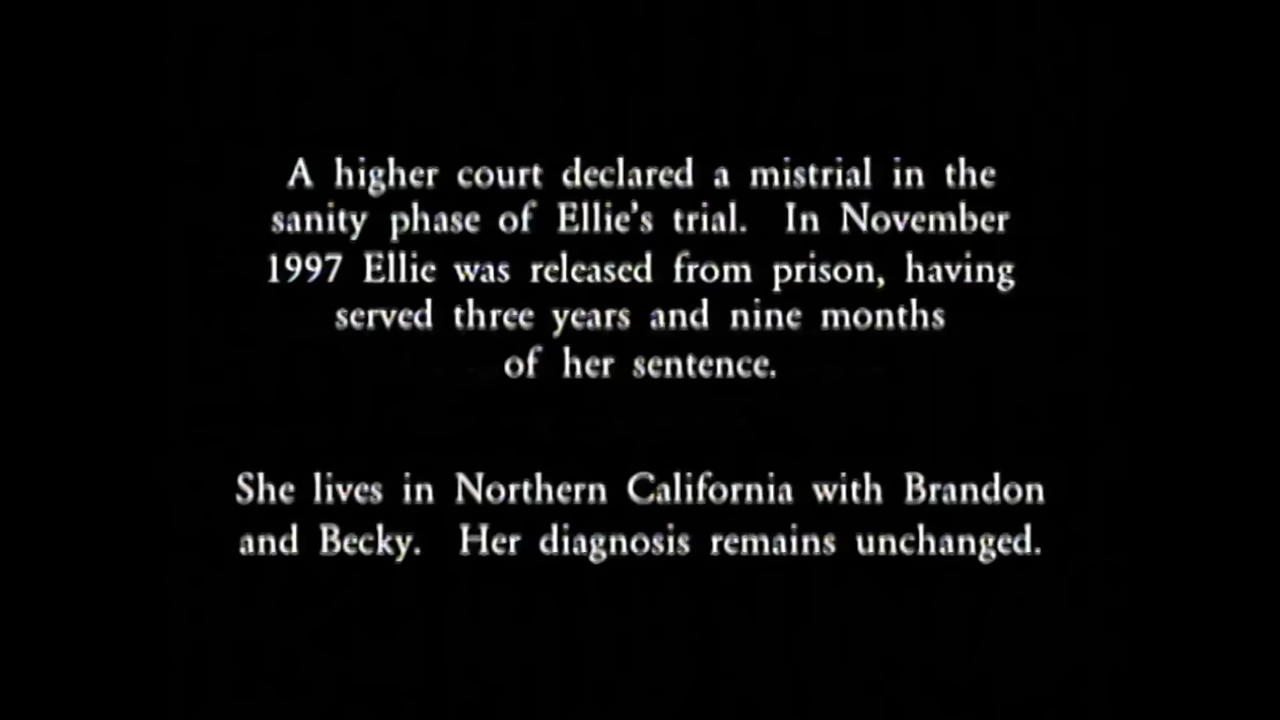 A higher court declared a mistrial in the
sanity phase of Ellie's trial. In November
1997 Ellie was released from prison, having
served three years and nine months
of her sentence.
She lives in Northern California with Brandon
and Becky. Her diagnosis remains unchanged.